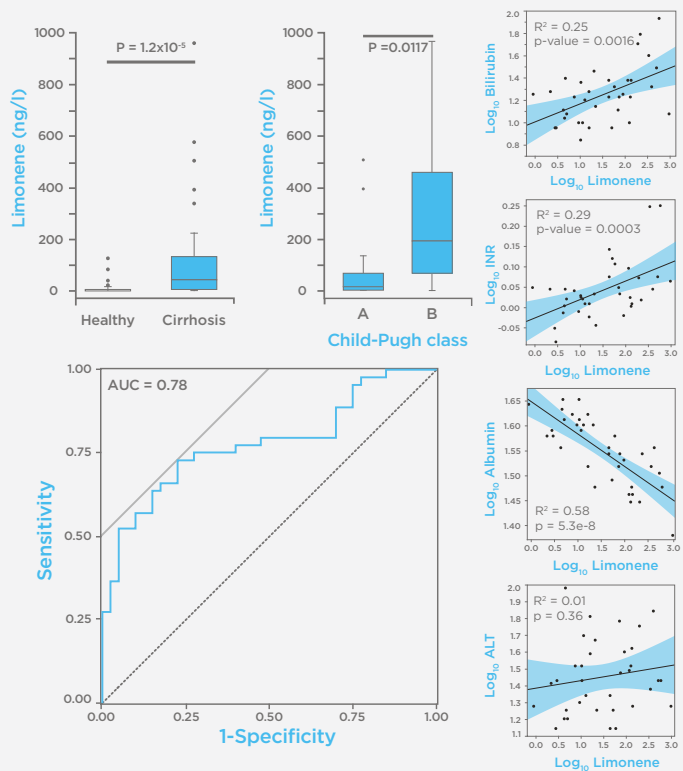 Limonene (ng/l)
1000
800
600
400
200
0
P = 1.2x10⁻⁵
Healthy
Cirrhosis
Limonene (ng/l)
1000
800
600
400
200
0
P =0.0117
A
B
Child-Pugh class
Sensitivity
1.00
0.75
0.50
0.25
0.00
AUC = 0.78
0.00
0.25
0.50
0.75
1.00
1-Specificity
Log₁₀ Bilirubin
2.0
1.8
1.6
1.4
1.2
1.0
0.8
R² = 0.25
p-value = 0.0016
0.0
0.5
1.0
1.5
2.0
2.5
3.0
Log₁₀ Limonene
Log₁₀ INR
0.25
0.20
0.15
0.10
0.05
0.00
-0.05
R² = 0.29
p-value = 0.0003
0.0
0.5
1.0
1.5
2.0
2.5
3.0
Log₁₀ Limonene
Log₁₀ Albumin
1.65
1.60
1.55
1.50
1.45
1.40
R² = 0.58
p = 5.3e-8
0.0
0.5
1.0
1.5
2.0
2.5
3.0
Log₁₀ Limonene
Log₁₀ ALT
2.0
1.9
1.8
1.7
1.6
1.5
1.4
1.3
1.2
1.1
R² = 0.01
p = 0.36
0.0
0.5
1.0
1.5
2.0
2.5
3.0
Log₁₀ Limonene